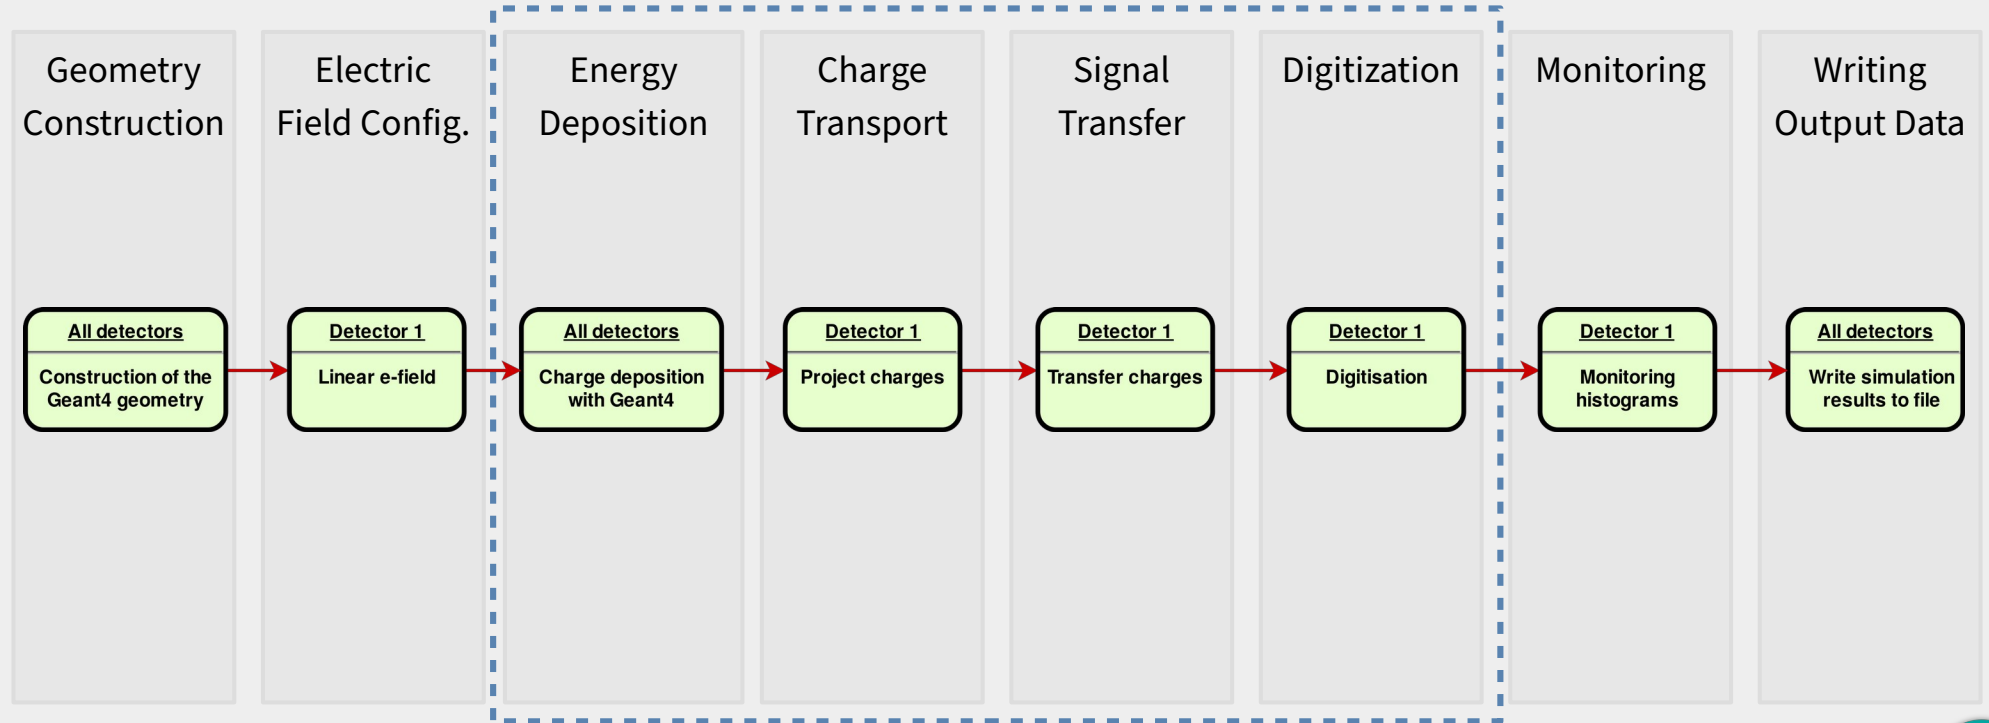 Geometry
Construction
Electric
Field Config.
Energy
Deposition
Charge
Transport
Signal
Transfer
Digitization
Monitoring
Writing
Output Data
All detectors
Construction of the
Geant4 geometry
Detector 1
Linear e-field
All detectors
Charge deposition
with Geant4
Detector 1
Project charges
Detector 1
Transfer charges
Detector 1
Digitisation
Detector 1
Monitoring
histograms
All detectors
Write simulation
results to file